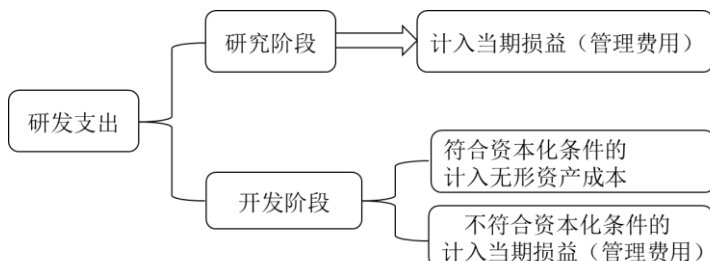 研究阶段
计入当期损益（管理费用）
研发支出
符合资本化条件的
计入无形资产成本
开发阶段
不符合资本化条件的
计入当期损益（管理费用）